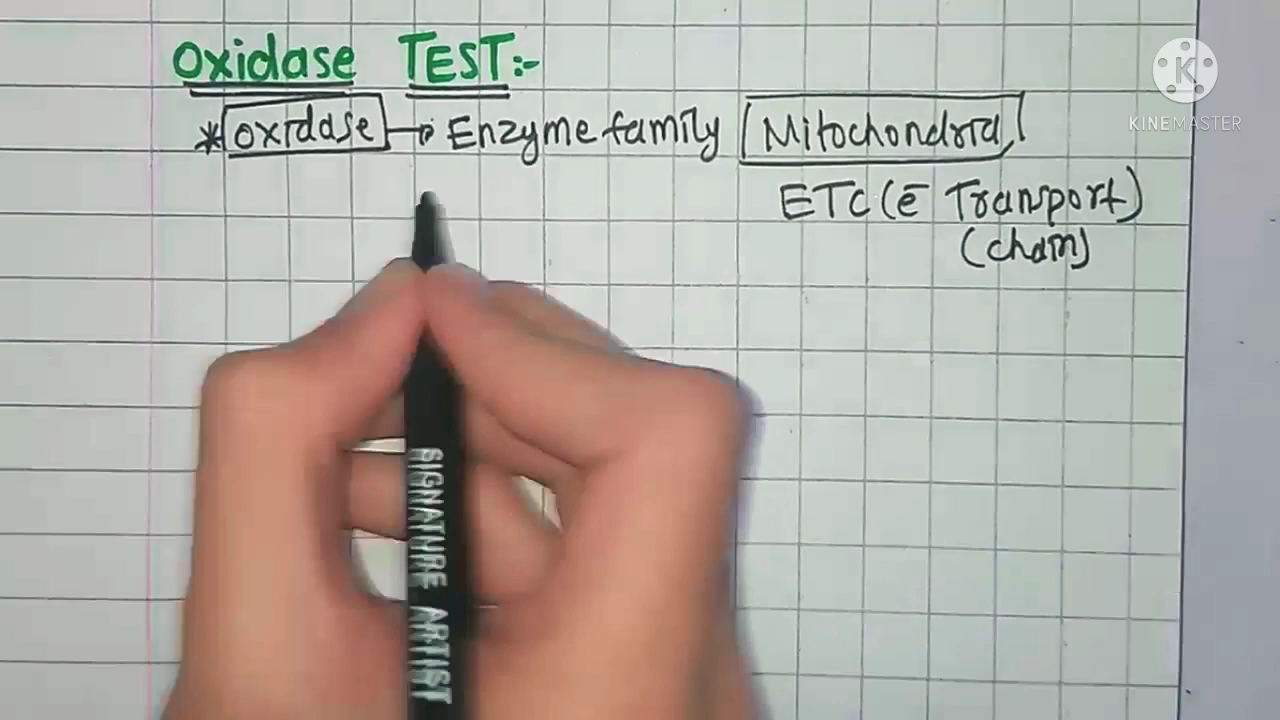 Oxidase TEST:-
*oxidase → Enzyme family Mitochondria
ETC (ē Transport)
(chain)
K
KINEMASTER
SIGNATURE ARTIST